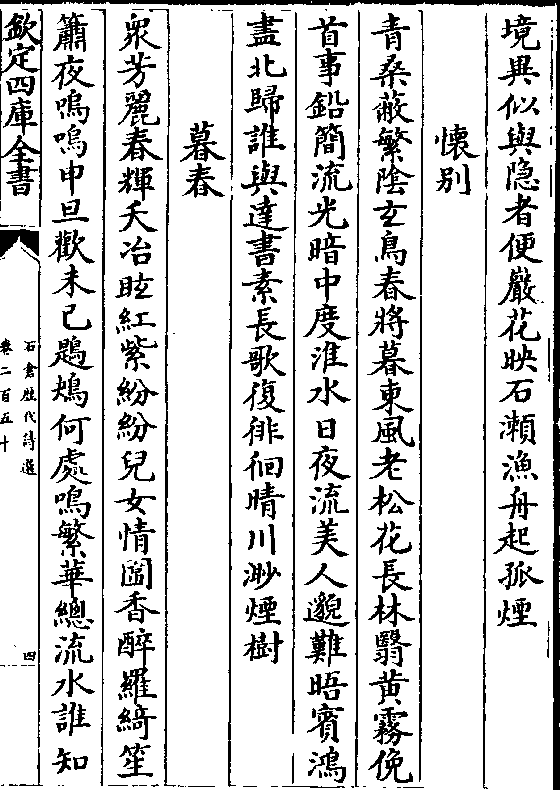 境異似與隐者便巖花映石瀬漁舟起孤煙
懷别
青桑蔽繁陰玄鳥春將暮東風老松花長林翳黄霧俛
首事鉛簡流光暗中度淮水日夜流美人邈難晤賓鴻
盡北歸誰與達書素長歌復徘徊晴川渺煙樹
暮春
衆芳麗春輝夭冶眩紅紫紛紛兒女情圖香醉羅綺笙
簫夜嗚嗚申旦歡未已鶗鴂何處鳴繁華總流水誰知
欽定四庫全書
石倉歴代詩選
卷二百五十
四